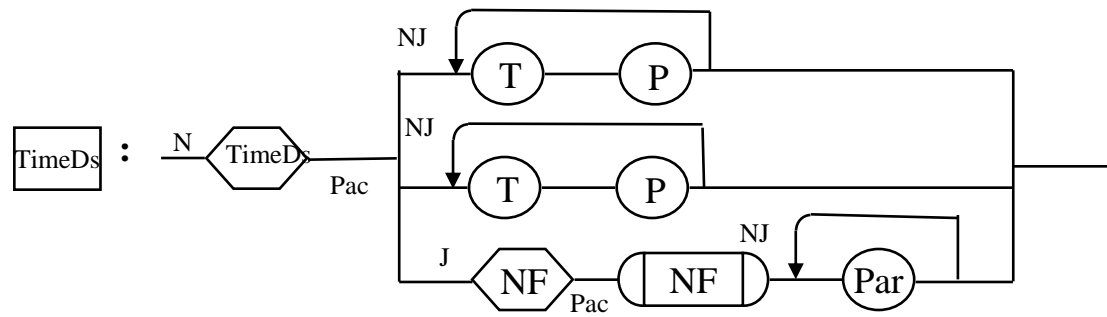 NJ
T P
NJ
TimeDs : N TimeDs
Pac
T P
J NF Pac NF NJ Par